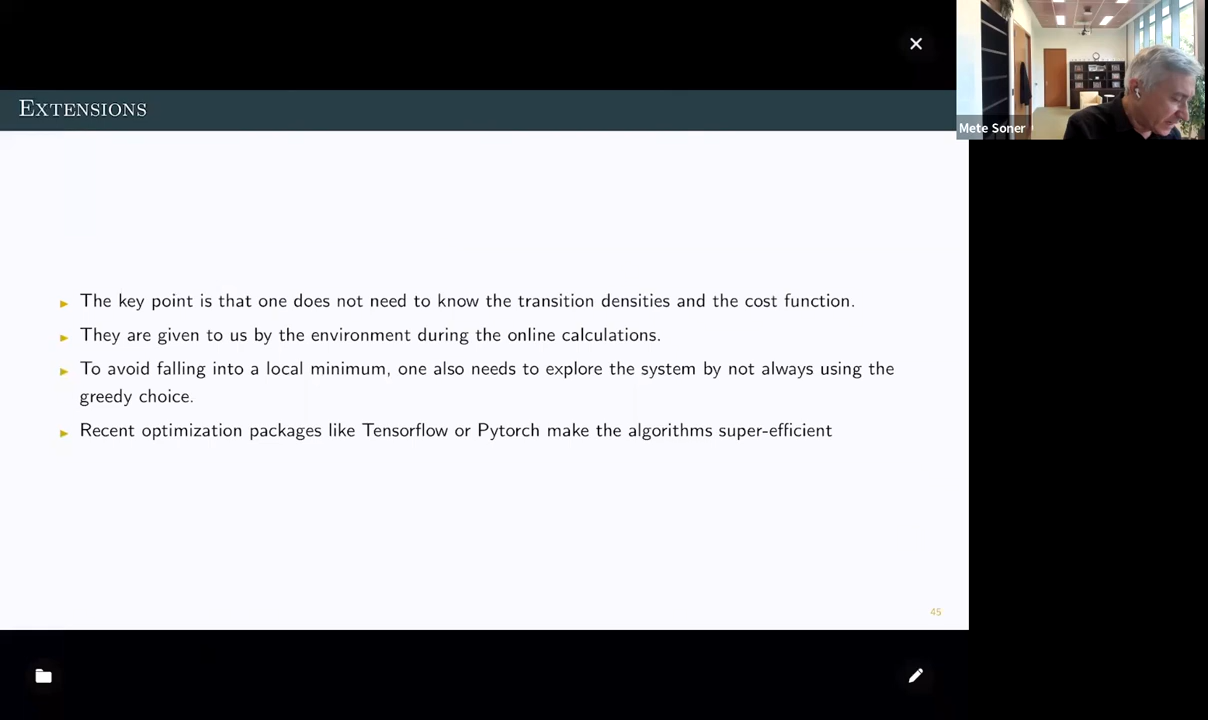 EXTENSIONS
Mete Soner
▸ The key point is that one does not need to know the transition densities and the cost function.
▸ They are given to us by the environment during the online calculations.
▸ To avoid falling into a local minimum, one also needs to explore the system by not always using the
greedy choice.
▸ Recent optimization packages like Tensorflow or Pytorch make the algorithms super-efficient
45